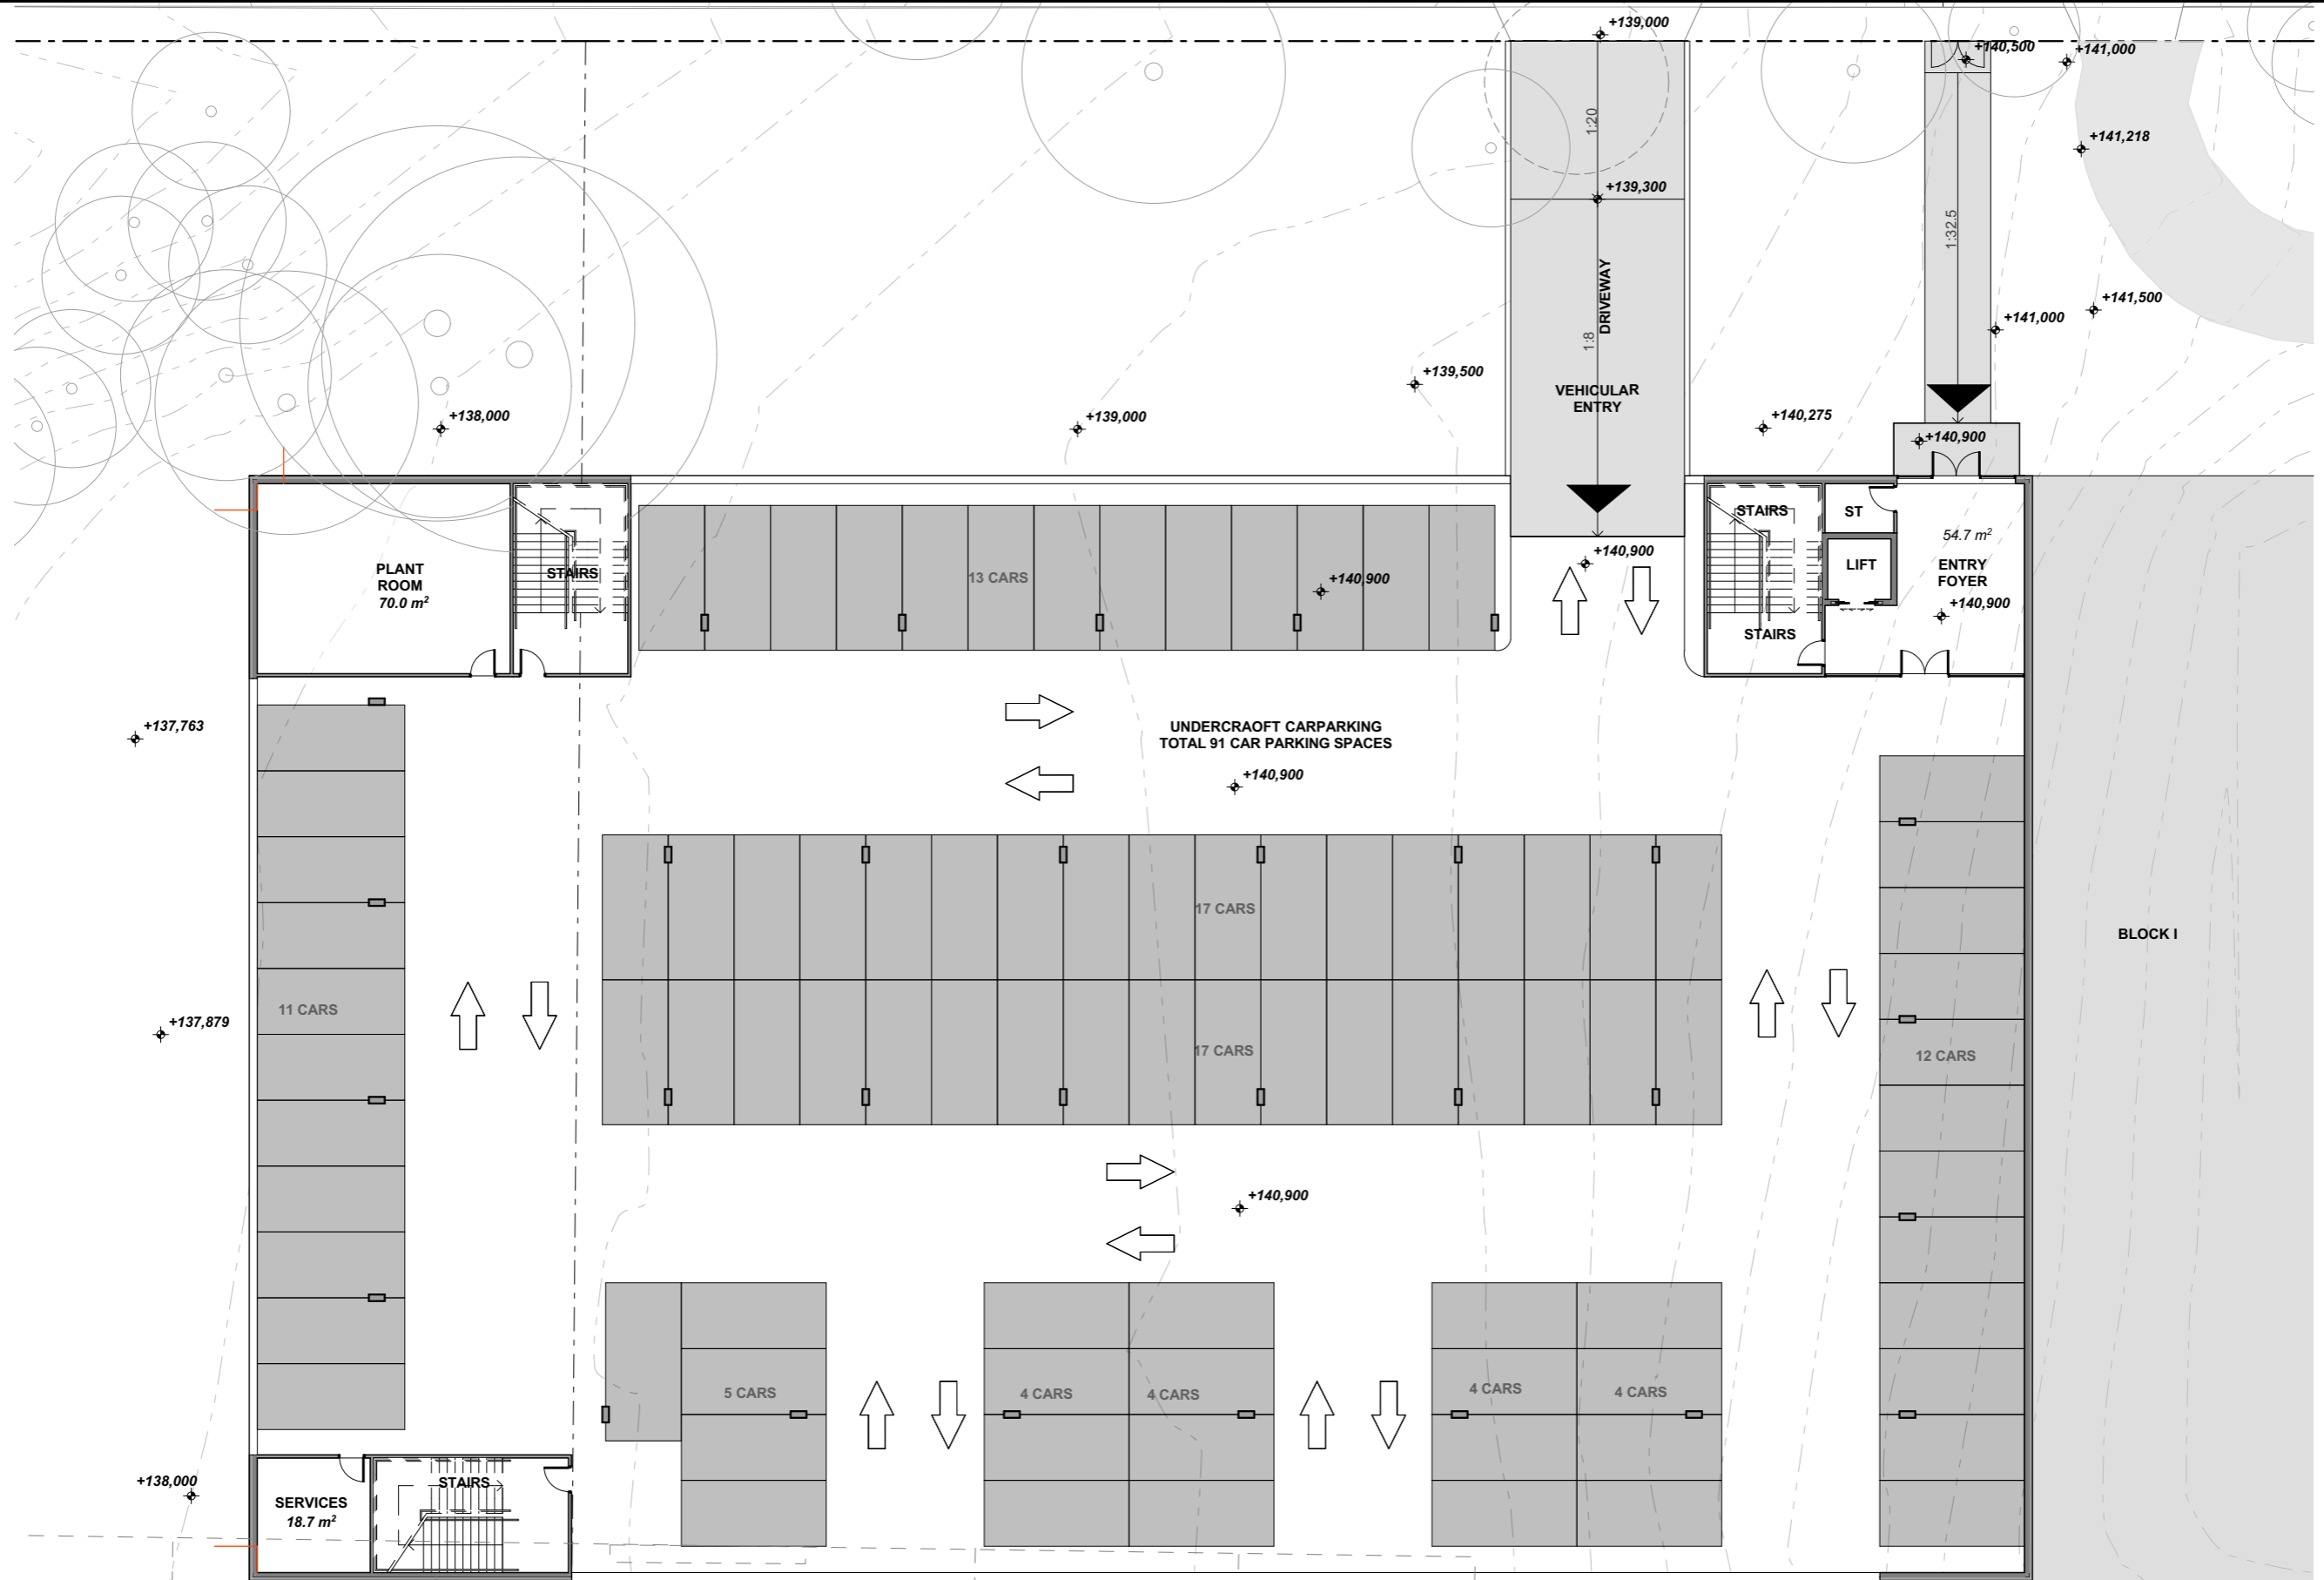 +139,000
+140,500
+141,000
1:20
+141,218
+139,300
1:32.5
DRIVEWAY
+141,500
+141,000
1:8
+139,500
VEHICULAR
ENTRY
+138,000
+139,000
+140,275
+140,900
STAIRS
ST
54.7 m²
+140,900
PLANT
ROOM
70.0 m²
STAIRS
13 CARS
+140,900
LIFT
ENTRY
FOYER
+140,900
STAIRS
+137,763
UNDERCRAOFT CARPARKING
TOTAL 91 CAR PARKING SPACES
+140,900
17 CARS
BLOCK I
11 CARS
+137,879
17 CARS
12 CARS
+140,900
5 CARS
4 CARS
4 CARS
4 CARS
4 CARS
+138,000
STAIRS
SERVICES
18.7 m²